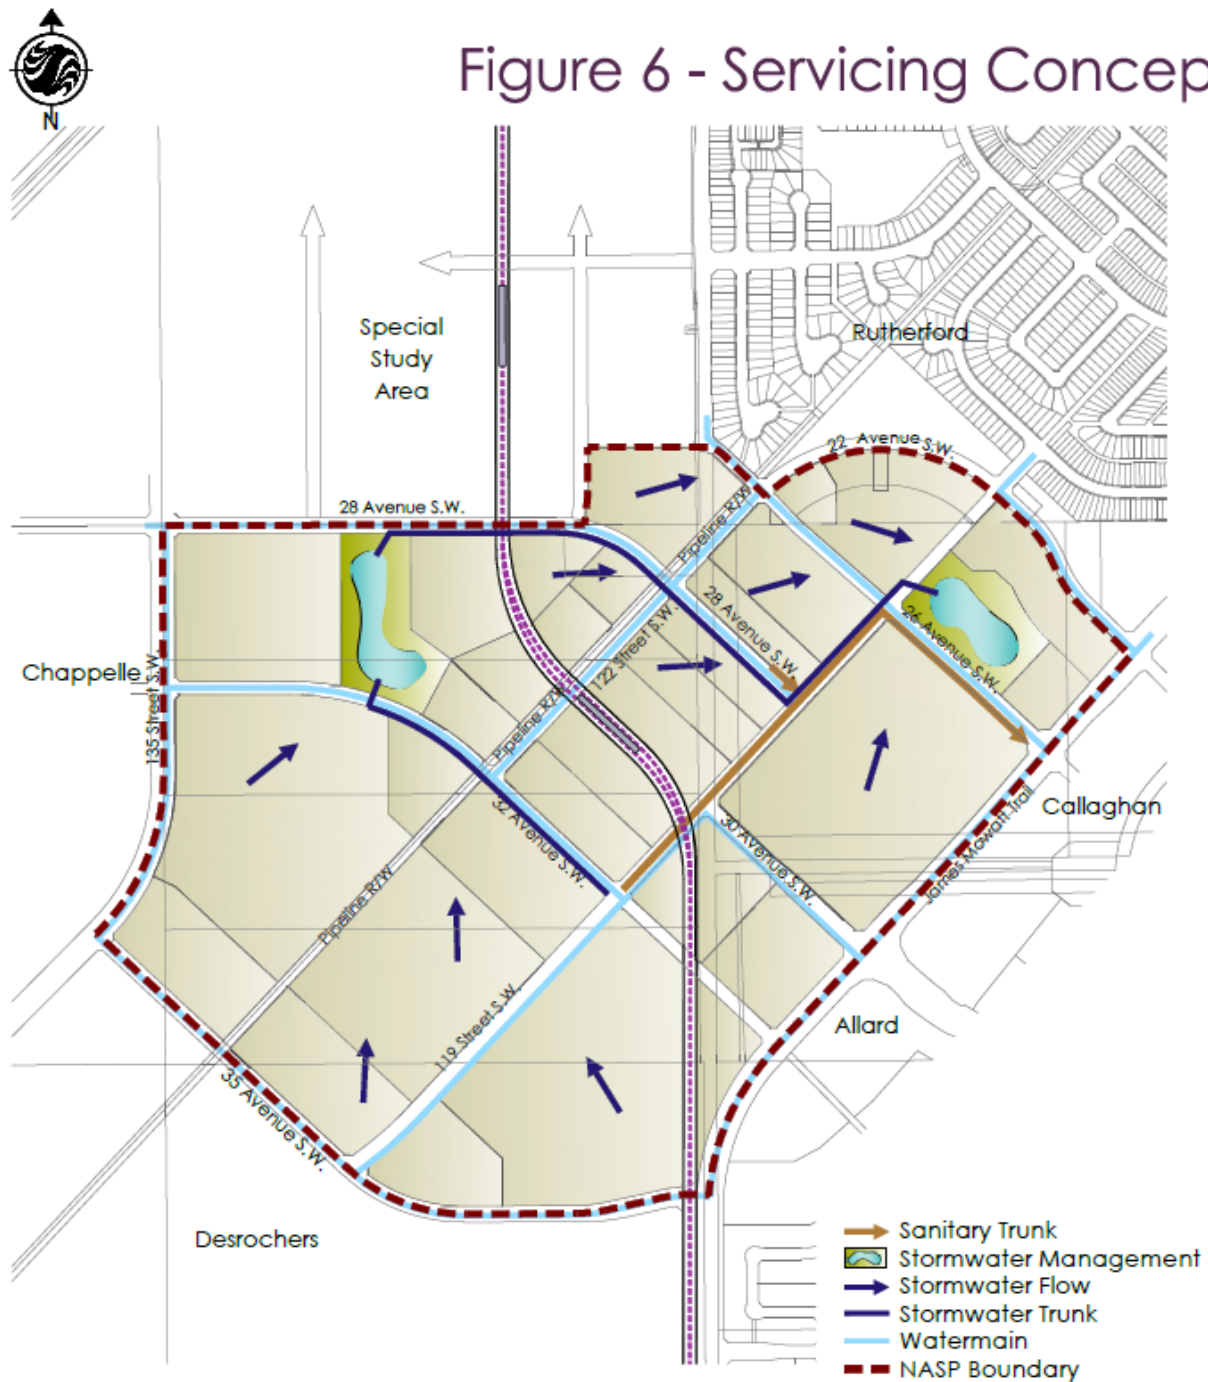 N
Figure 6 - Servicing Concep
Special
Study
Area
Rutherford
22 Avenue S.W.
28 Avenue S.W.
Pipeline R/W
28 Avenue S.W.
122 Street S.W.
26 Avenue S.W.
Chappelle
135 Street S.W.
Pipeline R/W
32 Avenue S.W.
30 Avenue S.W.
Callaghan
James Mowatt Trail
Pipeline R/W
119 Street S.W.
Allard
35 Avenue S.W.
Desrochers
Sanitary Trunk
Stormwater Management
Stormwater Flow
Stormwater Trunk
Watermain
NASP Boundary